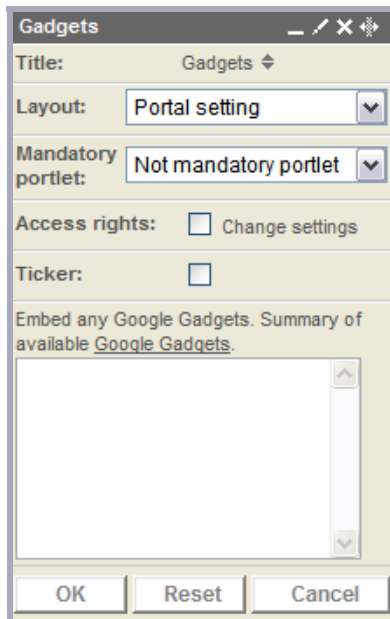 Gadgets
Title: Gadgets
Layout: Portal setting
Mandatory
portlet: Not mandatory portlet
Access rights: Change settings
Ticker:
Embed any Google Gadgets. Summary of
available Google Gadgets.
OK Reset Cancel